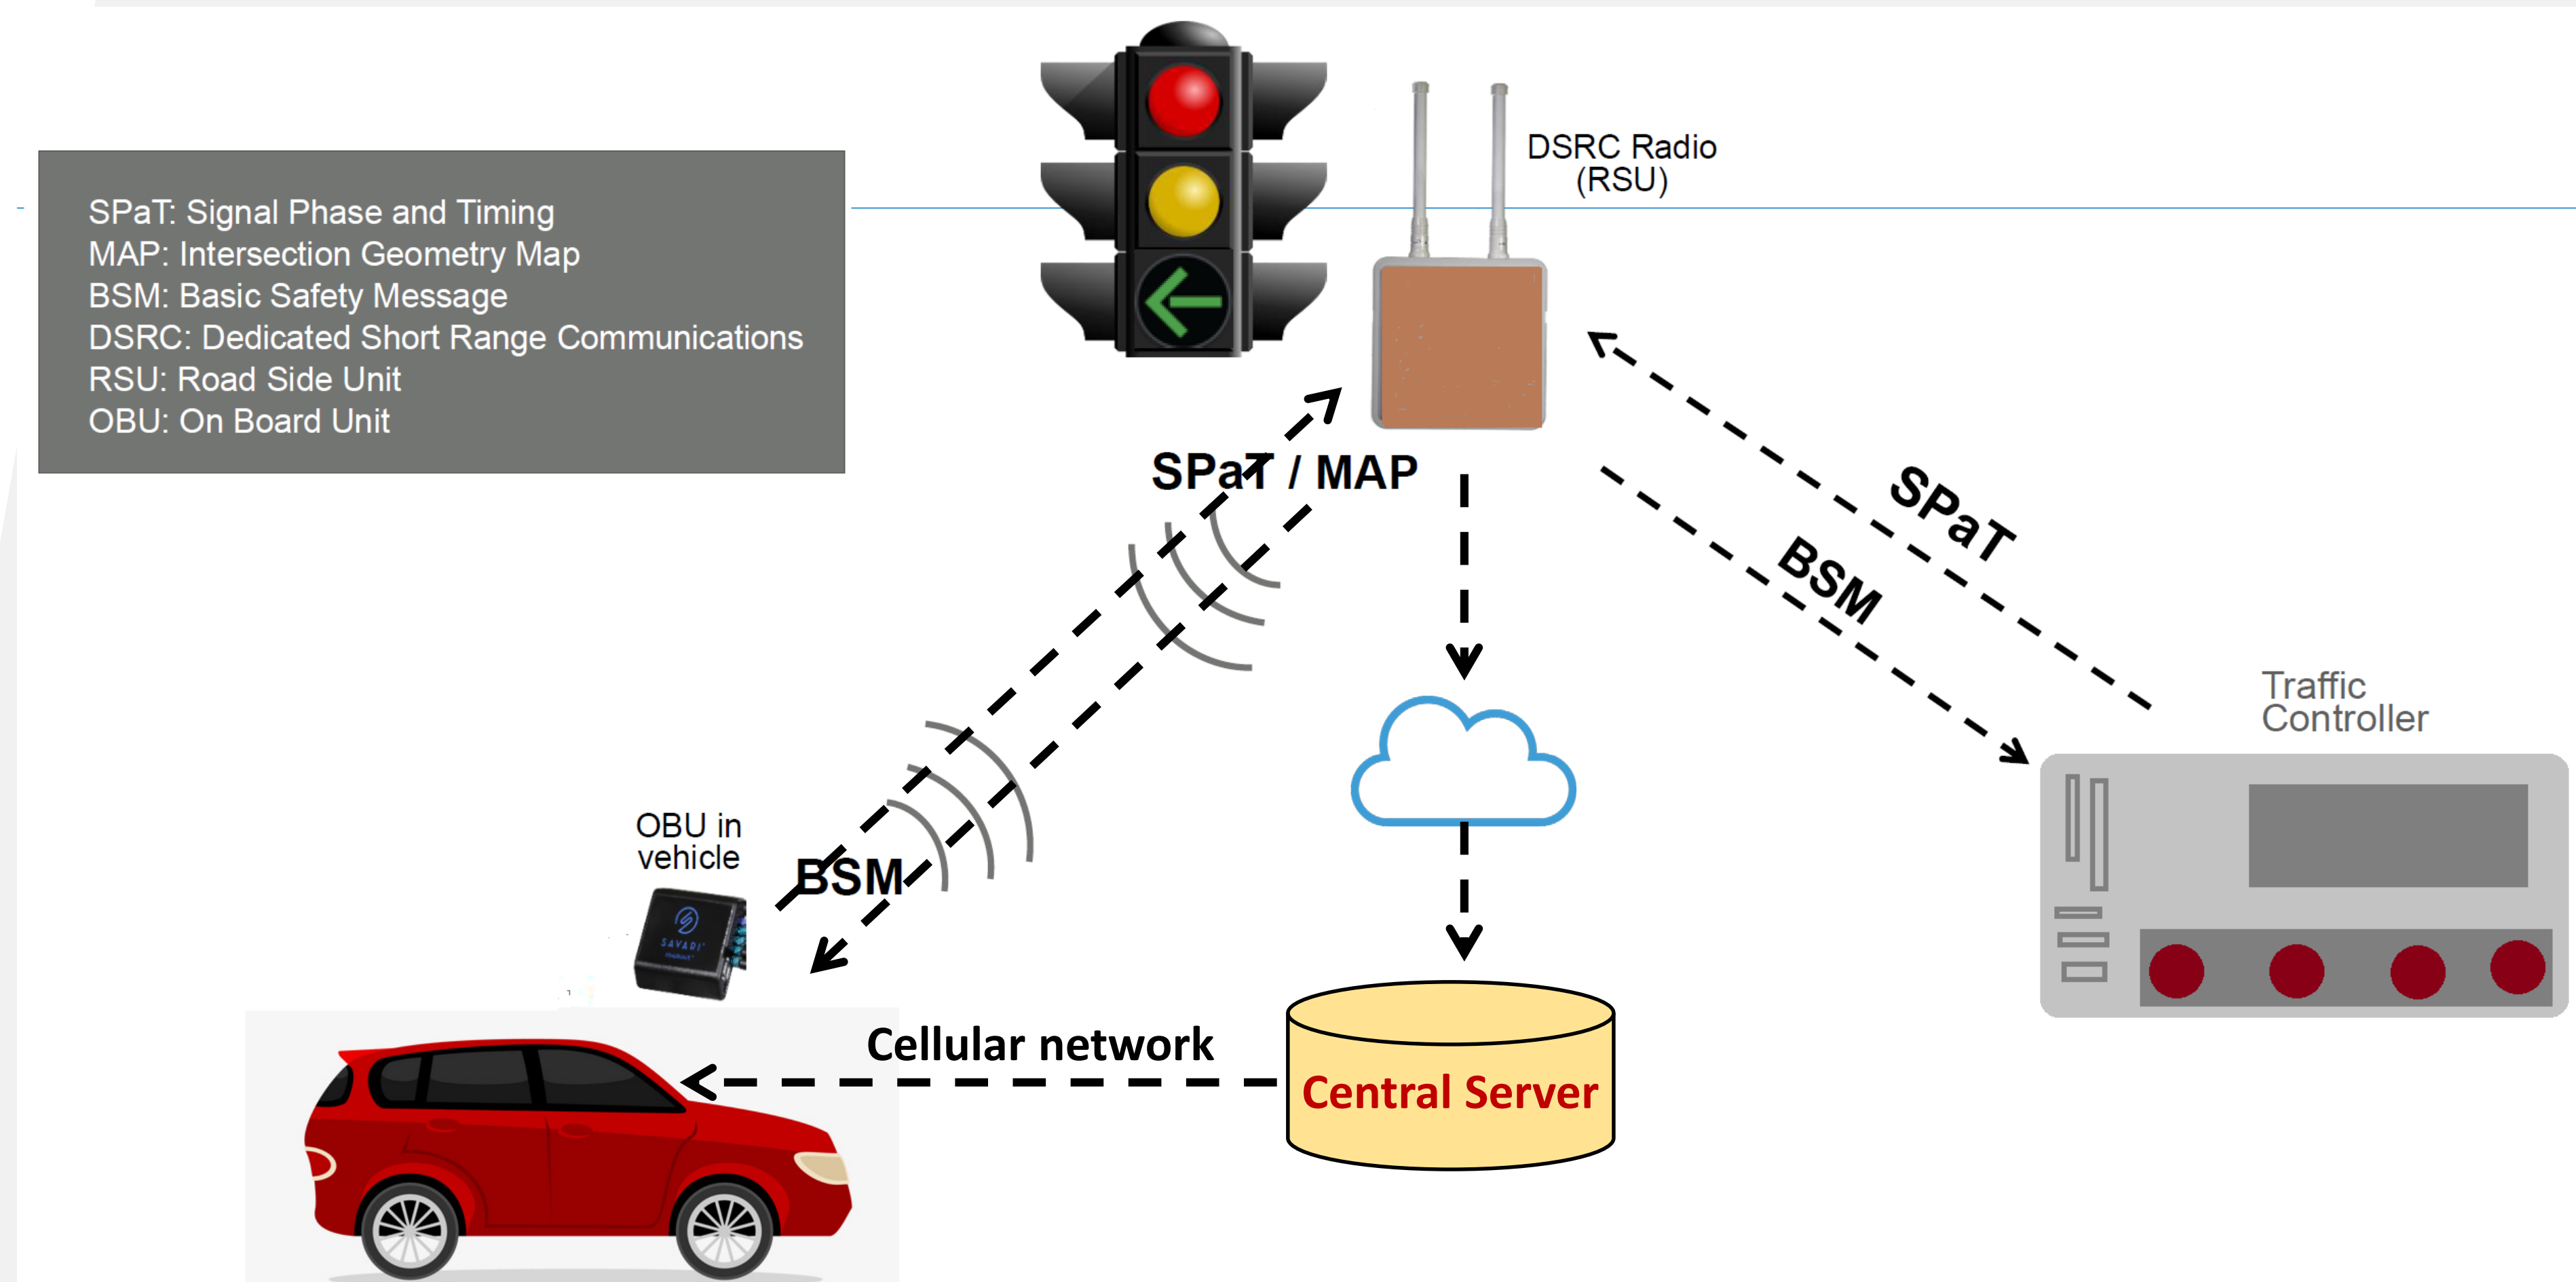 SPaT: Signal Phase and Timing
MAP: Intersection Geometry Map
BSM: Basic Safety Message
DSRC: Dedicated Short Range Communications
RSU: Road Side Unit
OBU: On Board Unit
DSRC Radio
(RSU)
SPaT / MAP
SPaT
BSM
Traffic
Controller
OBU in
vehicle
BSM
SAVARI
Cellular network
Central Server